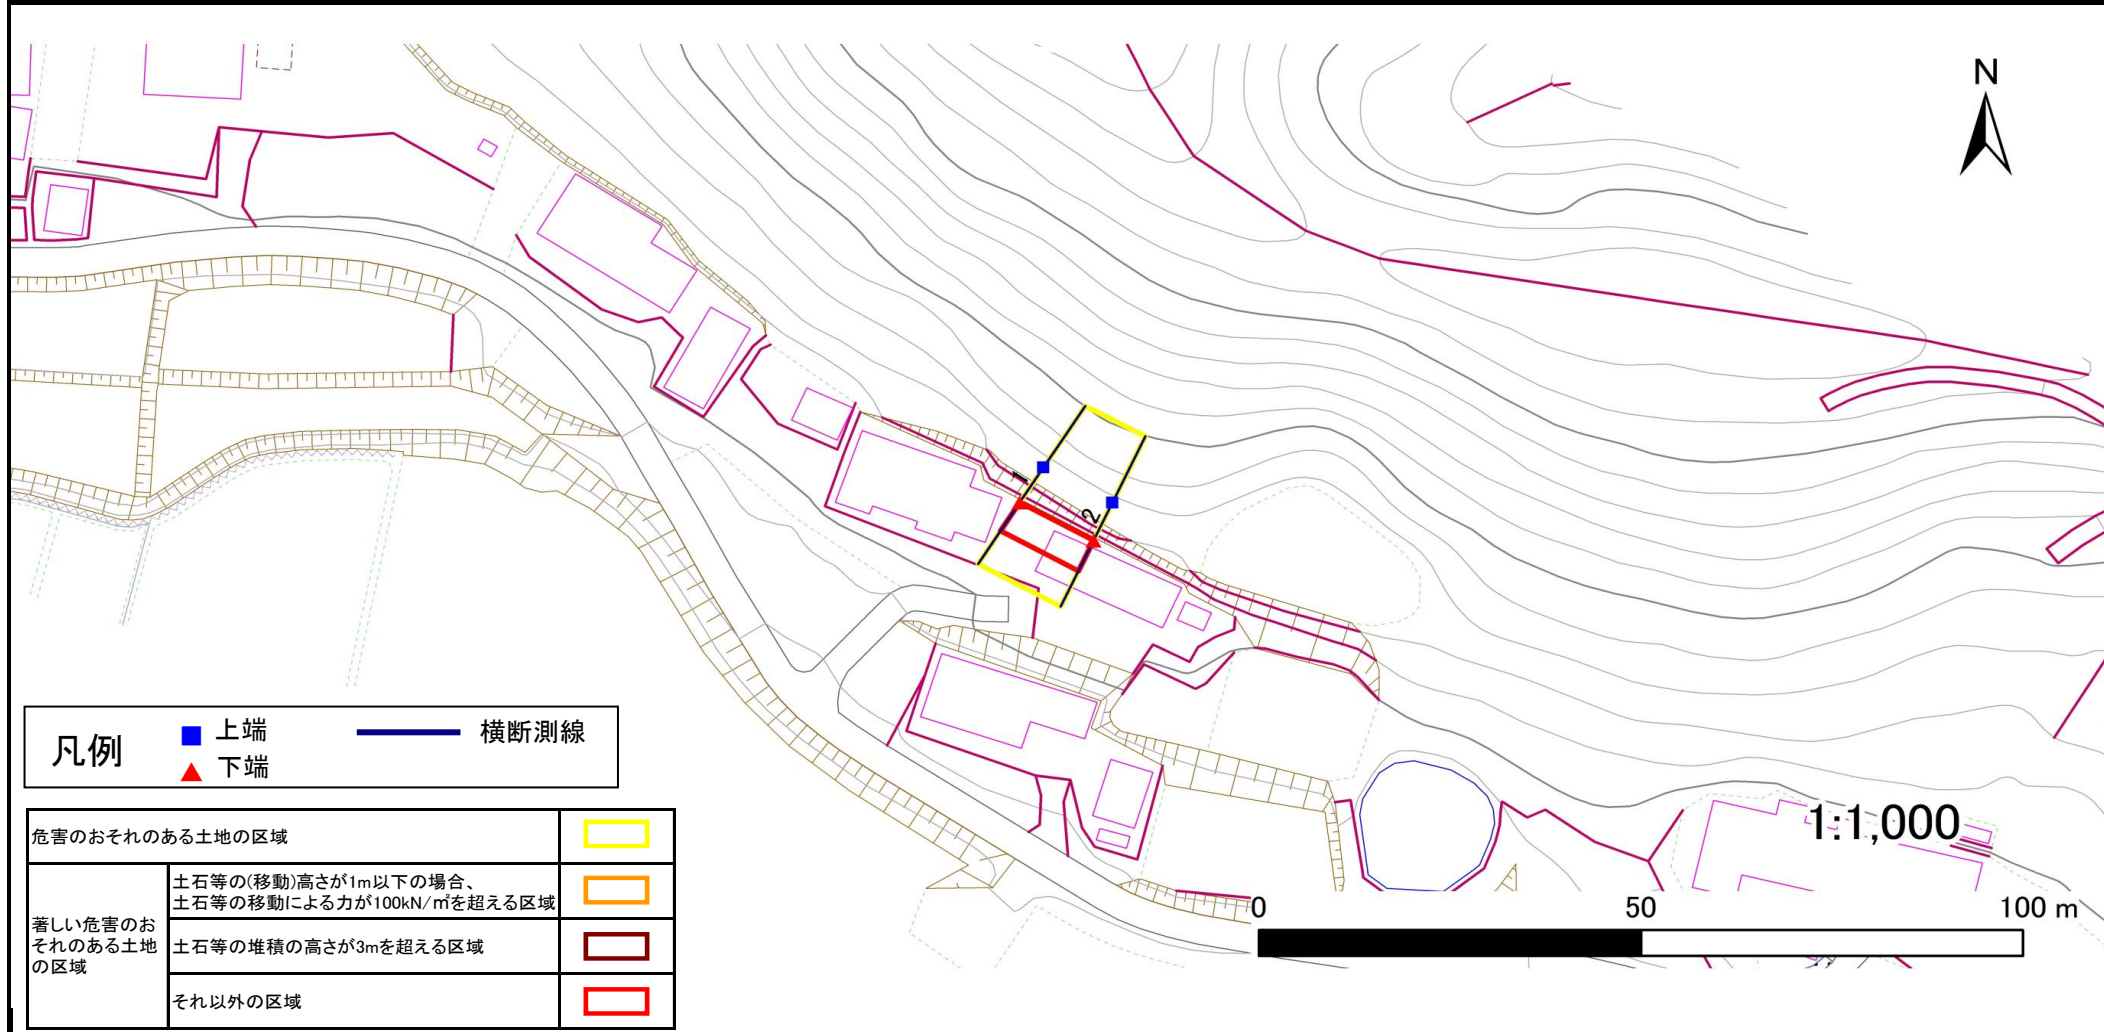 N
1
2
凡例
上端
横断測線
下端
危害のおそれのある土地の区域
著しい危害のお
それのある土地
の区域
土石等の(移動)高さが1m以下の場合、
土石等の移動による力が100kN/㎡を超える区域
土石等の堆積の高さが3mを超える区域
それ以外の区域
1:1,000
0 50 100 m